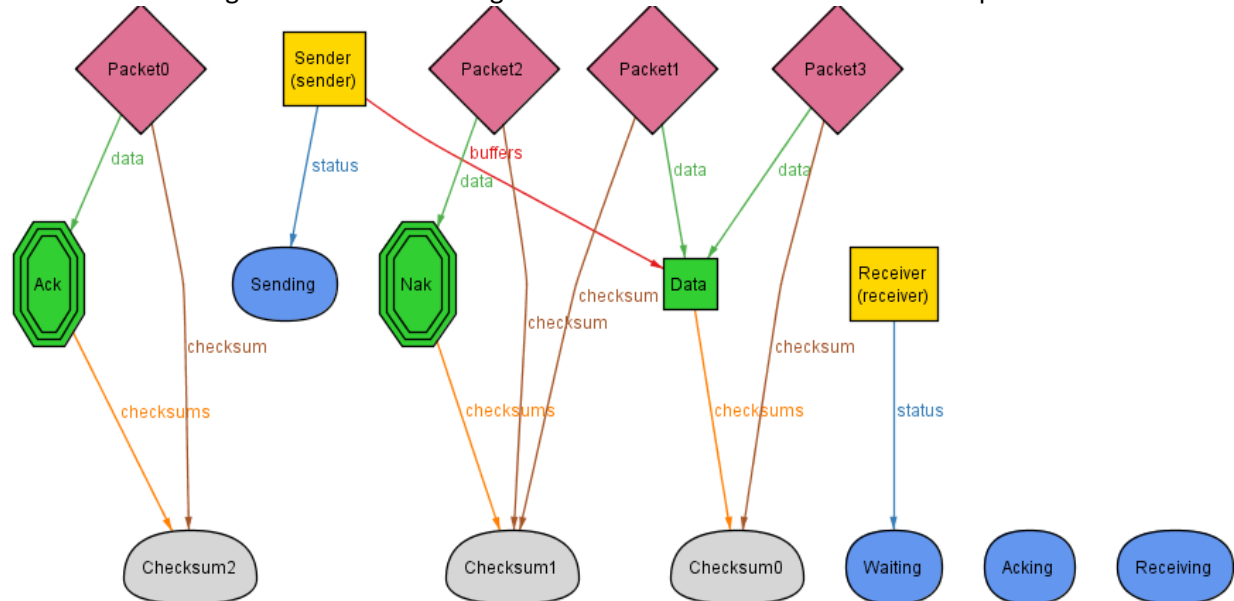 Packet0
Sender
(sender)
Packet2
Packet1
Packet3
data
status
buffers
data
data
data
Ack
Sending
Nak
Data
Receiver
(receiver)
checksum
checksum
checksum
checksum
checksums
checksums
checksums
status
Checksum2
Checksum1
Checksum0
Waiting
Acking
Receiving